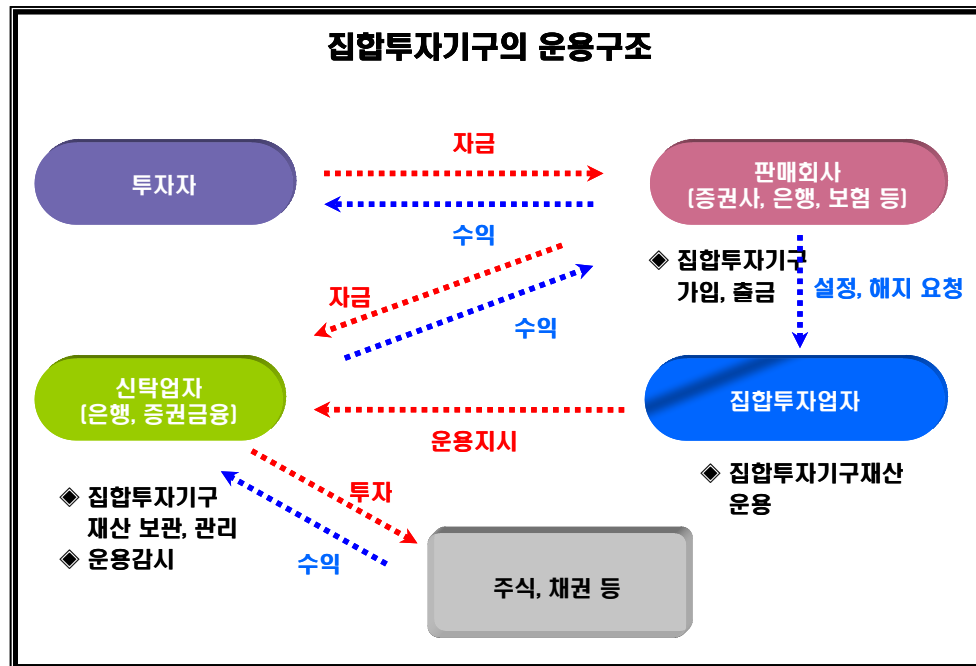 집합투자기구의 운용구조
자금
투자자
판매회사
(증권사, 은행, 보험 등)
수익
◈ 집합투자기구
가입, 출금
설정, 해지 요청
자금
수익
신탁업자
(은행, 증권금융)
집합투자업자
운용지시
◈ 집합투자기구재산
운용
투자
◈ 집합투자기구
재산 보관, 관리
◈ 운용감시
수익
주식, 채권 등